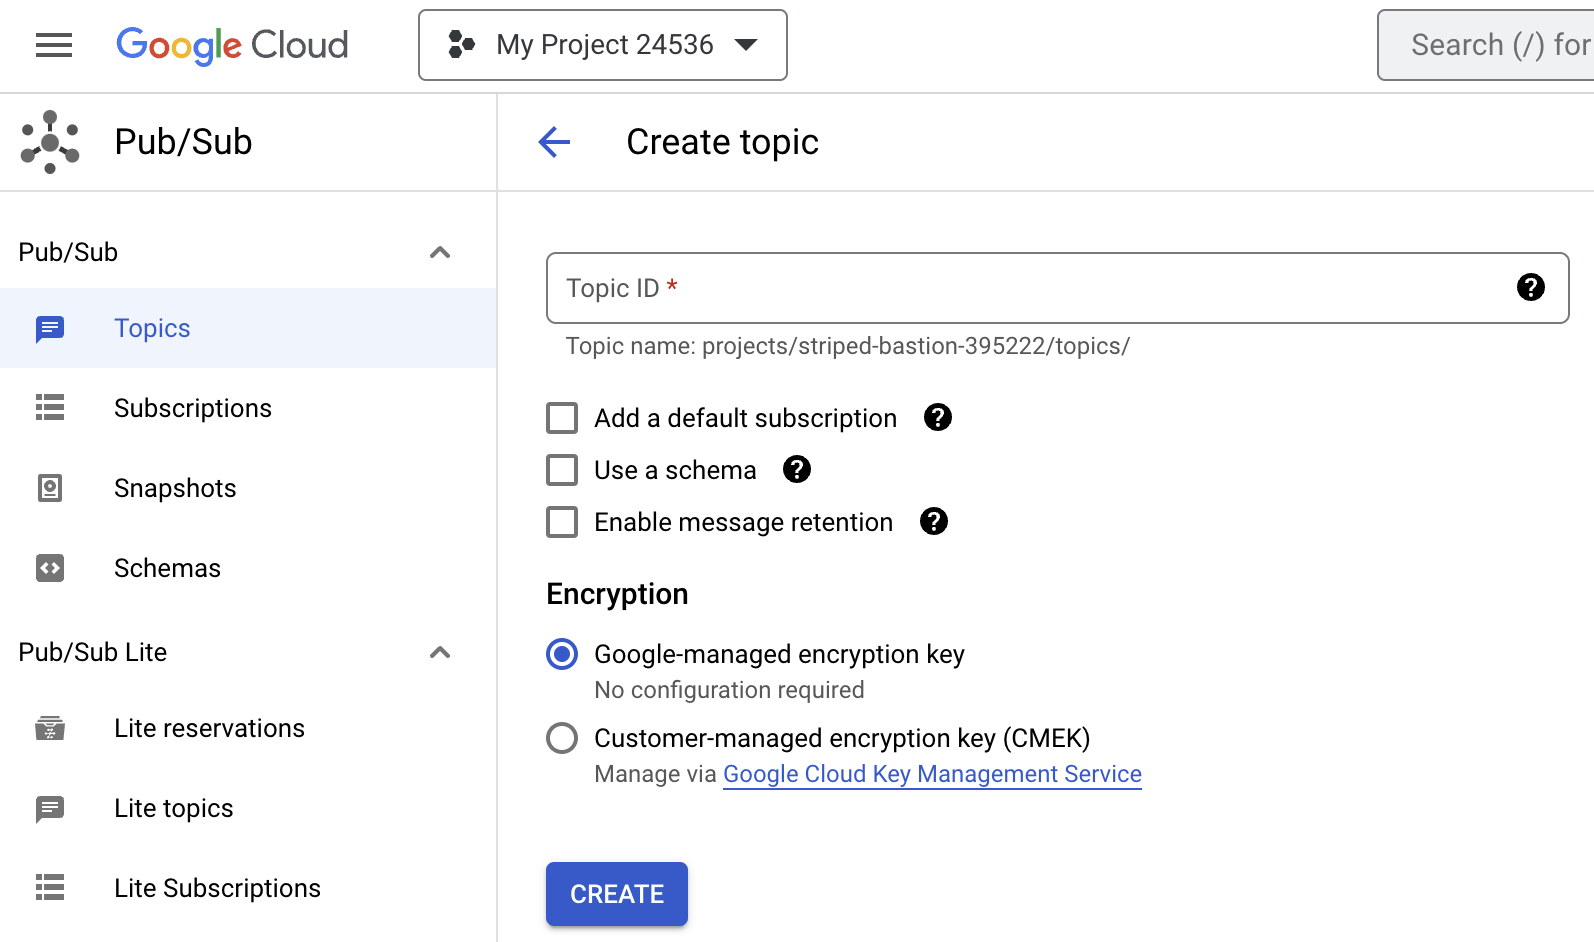 Google Cloud
My Project 24536
Search (/) for
Pub/Sub
Create topic
Pub/Sub
Topics
Subscriptions
Snapshots
Schemas
Pub/Sub Lite
Lite reservations
Lite topics
Lite Subscriptions
Topic ID *
Topic name: projects/striped-bastion-395222/topics/
Add a default subscription
Use a schema
Enable message retention
Encryption
Google-managed encryption key
No configuration required
Customer-managed encryption key (CMEK)
Manage via Google Cloud Key Management Service
CREATE